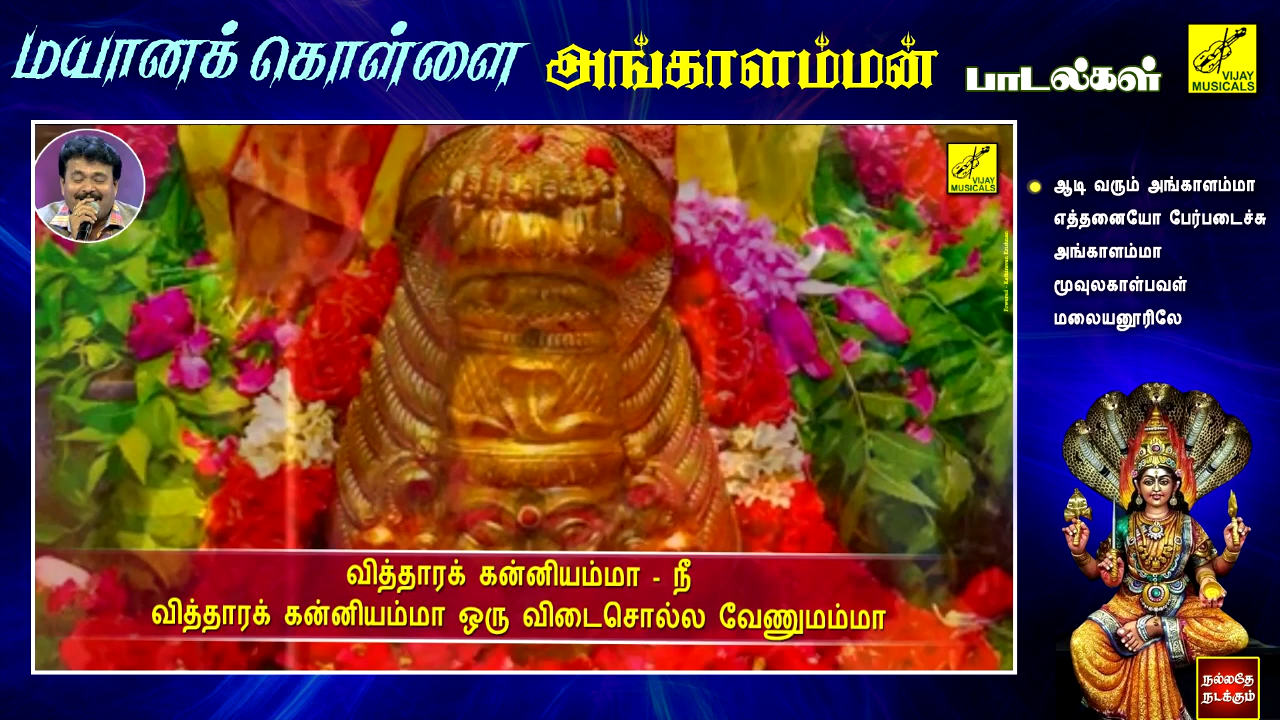 மயானக் கொள்ளை அங்காளம்மன் பாடல்கள்
VIJAY
MUSICALS
VIJAY
MUSICALS
ஆடி வரும் அங்காளம்மா
எத்தனையோ பேர்படைச்சு
அங்காளம்மா
மூவுலகாள்பவள்
மலையனூரிலே
வித்தாரக் கன்னியம்மா - நீ
வித்தாரக் கன்னியம்மா ஒரு விடைசொல்ல வேணுமம்மா
நல்லதே
நடக்கும்